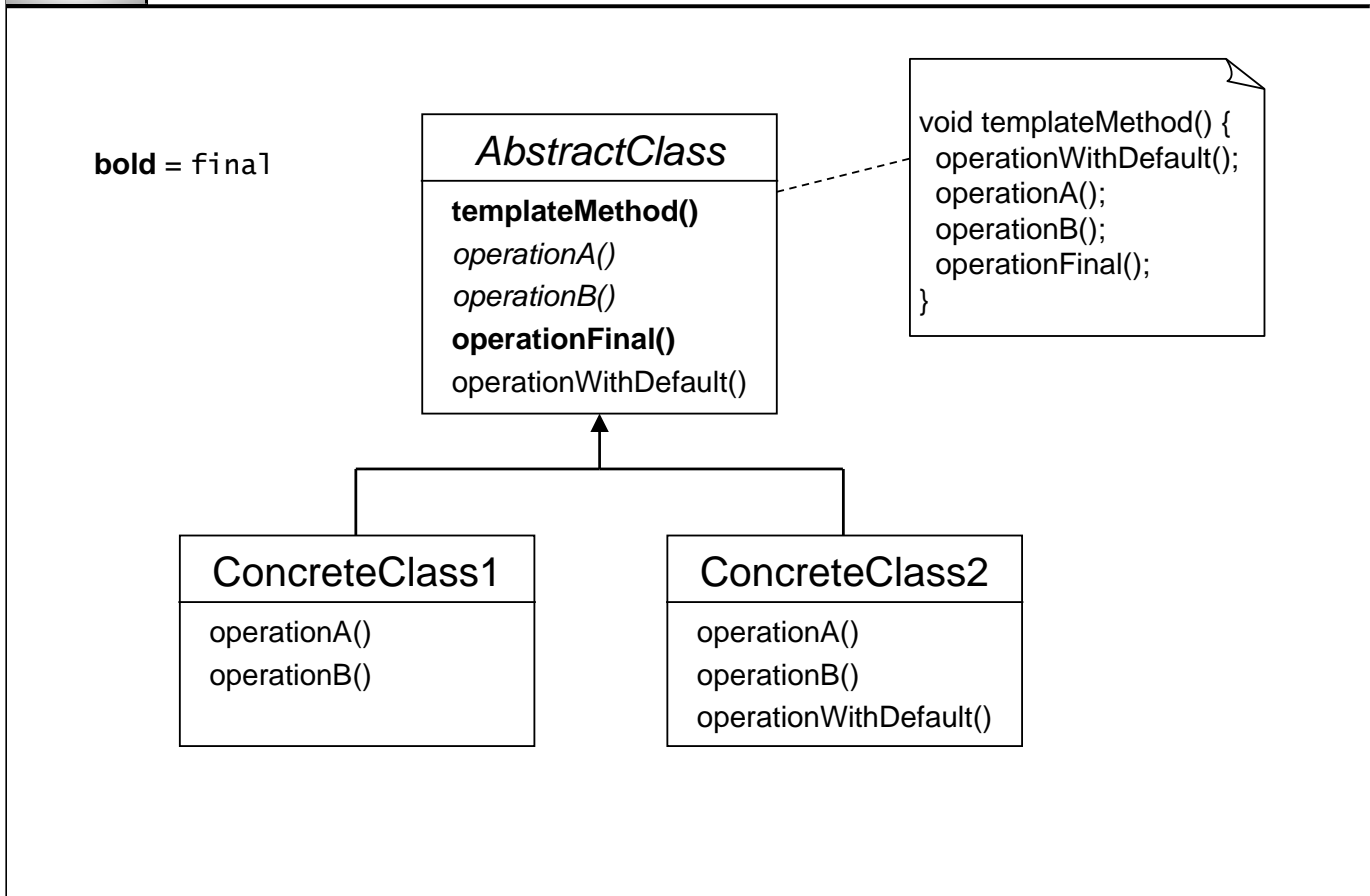 bold = final
AbstractClass
templateMethod()
operationA()
operationB()
operationFinal()
operationWithDefault()
void templateMethod() {
operationWithDefault();
operationA();
operationB();
operationFinal();
}
ConcreteClass1
operationA()
operationB()
ConcreteClass2
operationA()
operationB()
operationWithDefault()